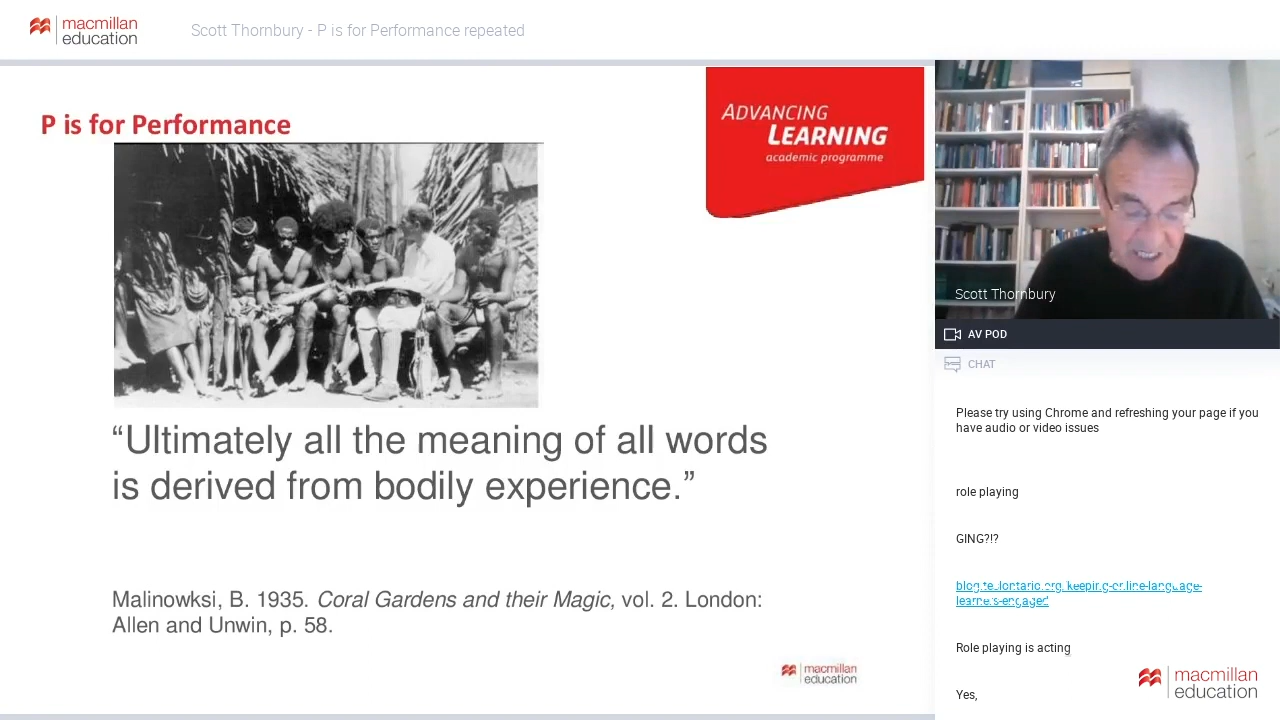 macmillan
education
Scott Thornbury - P is for Performance repeated
P is for Performance
ADVANCING
LEARNING
academic programme
“Ultimately all the meaning of all words
is derived from bodily experience.”
Malinowksi, B. 1935. Coral Gardens and their Magic, vol. 2. London:
Allen and Unwin, p. 58.
macmillan
education
Scott Thornbury
AV POD
CHAT
Please try using Chrome and refreshing your page if you
have audio or video issues
role playing
GING?!?
learners-engaged
Role playing is acting
Yes,
macmillan
education